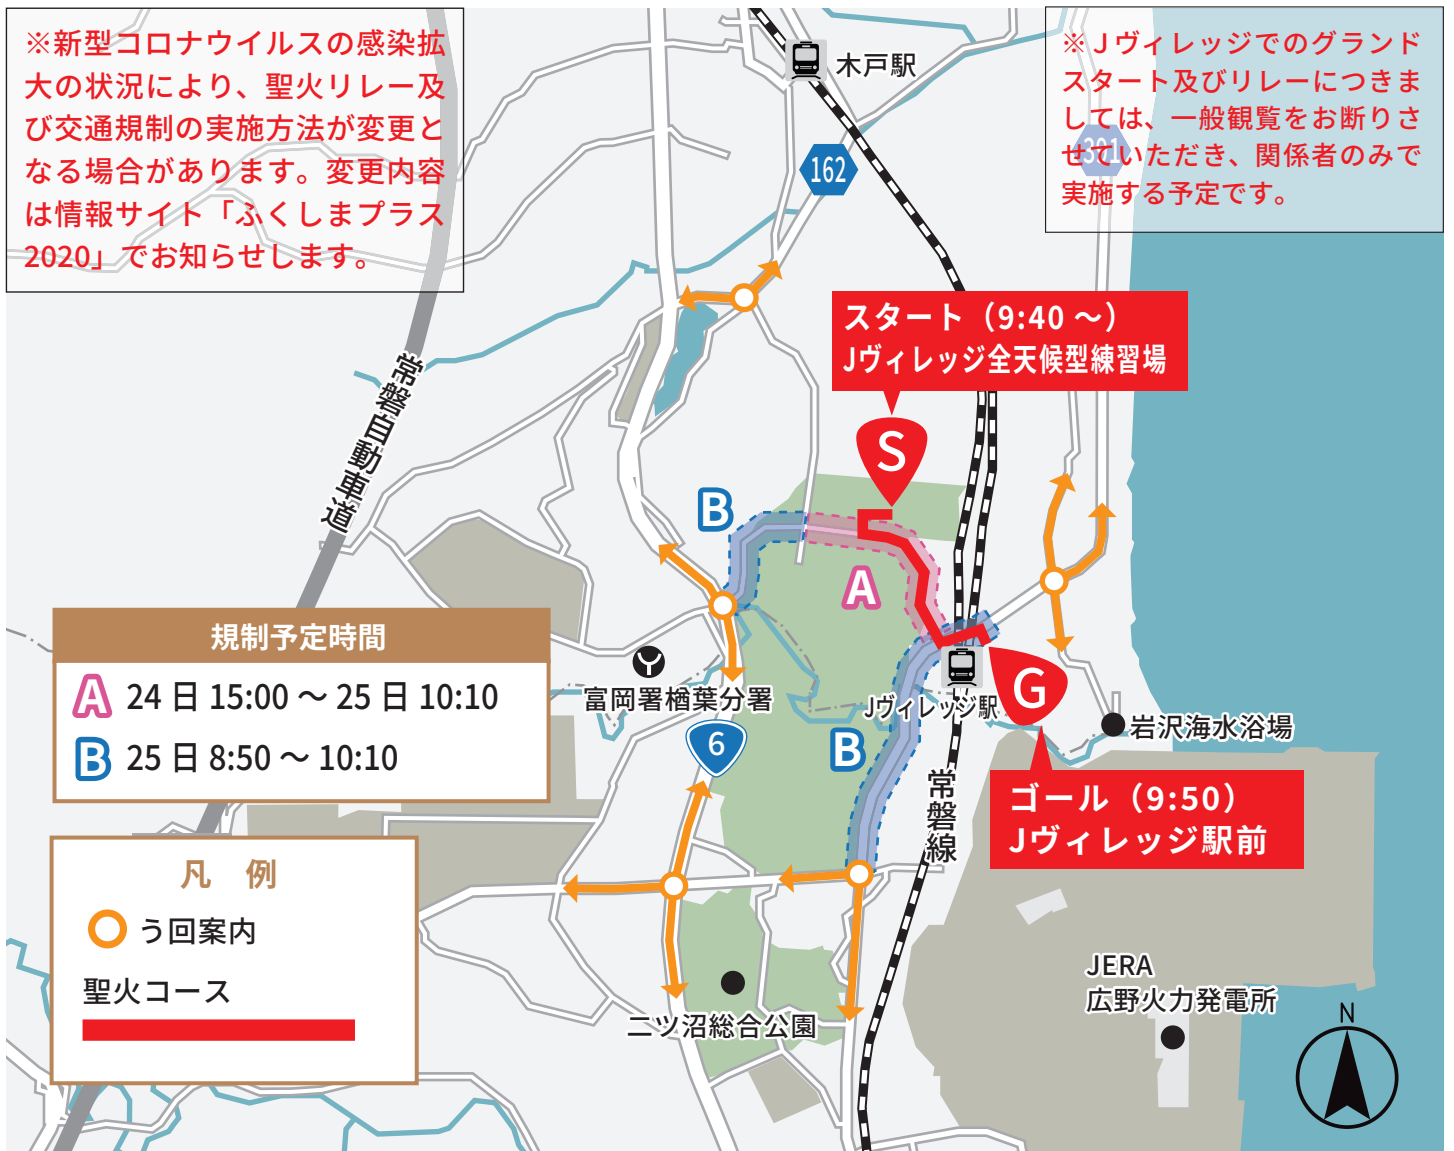 ※新型コロナウイルスの感染拡
大の状況により、聖火リレー及
び交通規制の実施方法が変更と
なる場合があります。変更内容
は情報サイト「ふくしまプラス
2020」でお知らせします。
※Jヴィレッジでのグランド
スタート及びリレーにつきま
しては、一般観覧をお断りさ
せていただき、関係者のみで
実施する予定です。
391
木戸駅
162
スタート（9:40 ～）
Jヴィレッジ全天候型練習場
常磐自動車道
S
B
A
規制予定時間
A 24 日 15:00 ～ 25 日 10:10
B 25 日 8:50 ～ 10:10
富岡署楢葉分署
6
Jヴィレッジ駅
G
岩沢海水浴場
B
常磐線
ゴール（9:50）
Jヴィレッジ駅前
凡 例
う回案内
聖火コース
二ツ沼総合公園
JERA
広野火力発電所
N